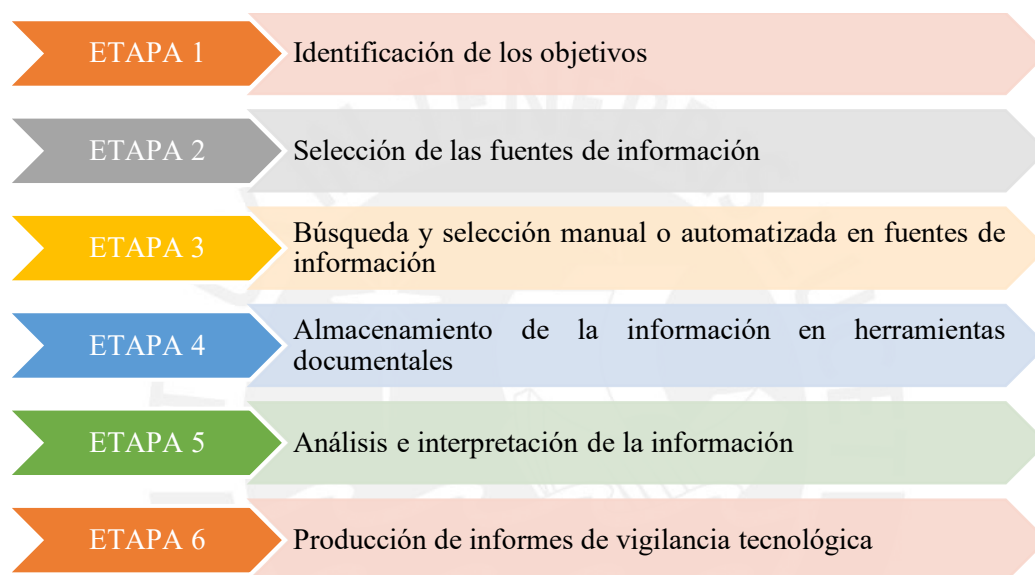 ETAPA 1
Identificación de los objetivos
ETAPA 2
Selección de las fuentes de información
ETAPA 3
Búsqueda y selección manual o automatizada en fuentes de
información
ETAPA 4
Almacenamiento de la información en herramientas
documentales
ETAPA 5
Análisis e interpretación de la información
ETAPA 6
Producción de informes de vigilancia tecnológica